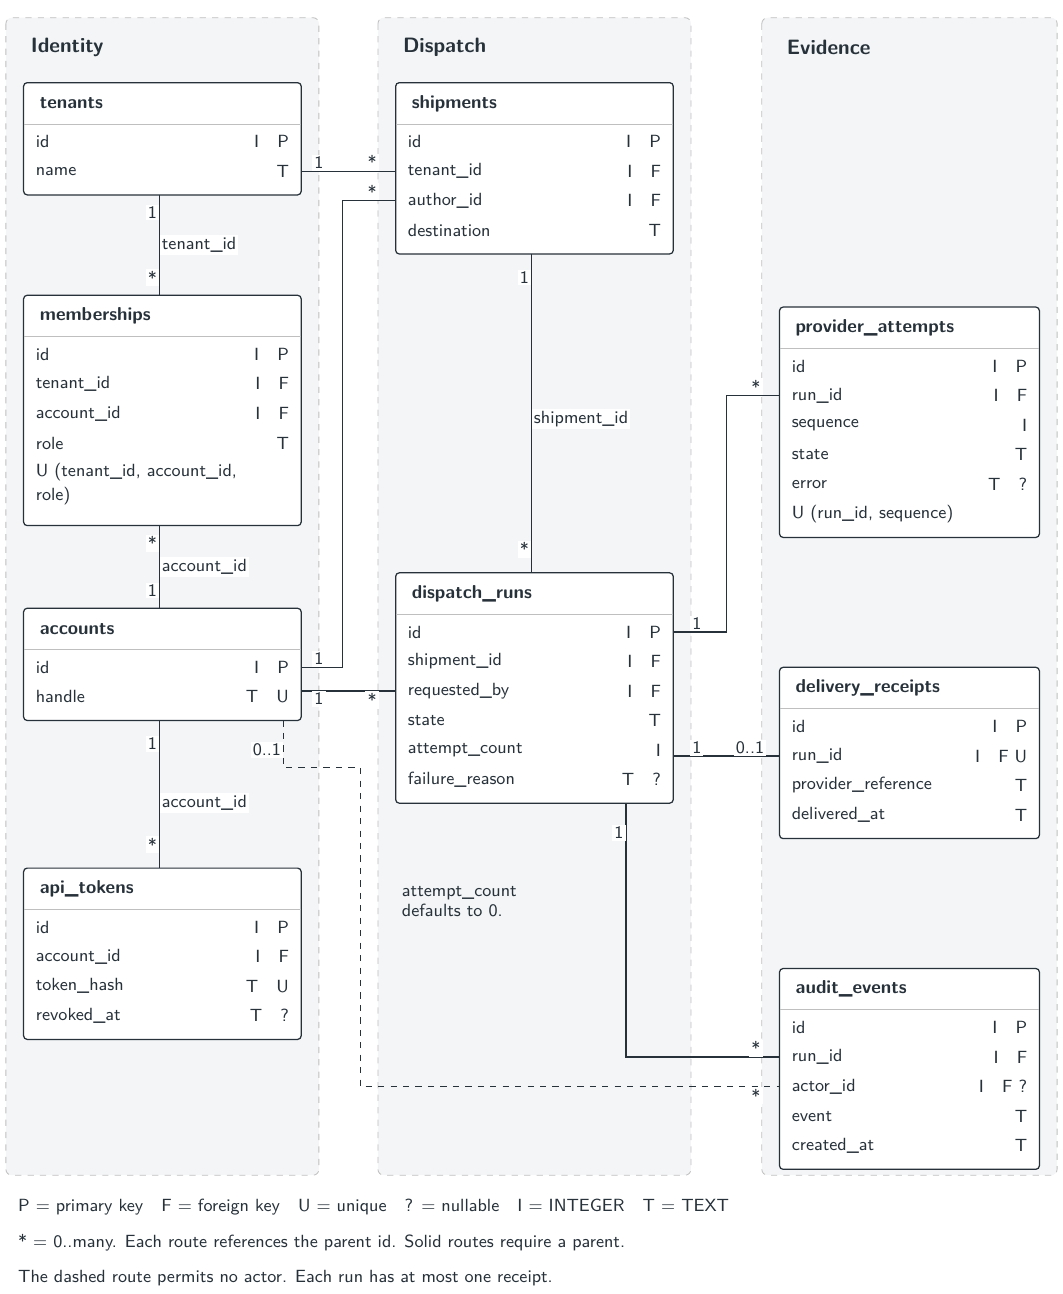 Identity
tenants
id I P
name T
1
tenant_id
*
memberships
id I P
tenant_id I F
account_id I F
role T
U (tenant_id, account_id,
role)
*
account_id
1
accounts
id I P
handle T U
1
account_id
*
0..1
api_tokens
id I P
account_id I F
token_hash T U
revoked_at T ?
1 *
*
1
1 *
Dispatch
shipments
id I P
tenant_id I F
author_id I F
destination T
1
shipment_id
*
dispatch_runs
id I P
shipment_id I F
requested_by I F
state T
attempt_count I
failure_reason T ?
1
attempt_count
defaults to 0.
1
*
1 0..1
*
*
Evidence
provider_attempts
id I P
run_id I F
sequence I
state T
error T ?
U (run_id, sequence)
delivery_receipts
id I P
run_id I F U
provider_reference T
delivered_at T
audit_events
id I P
run_id I F
actor_id I F ?
event T
created_at T
P = primary key F = foreign key U = unique ? = nullable I = INTEGER T = TEXT
* = 0..many. Each route references the parent id. Solid routes require a parent.
The dashed route permits no actor. Each run has at most one receipt.